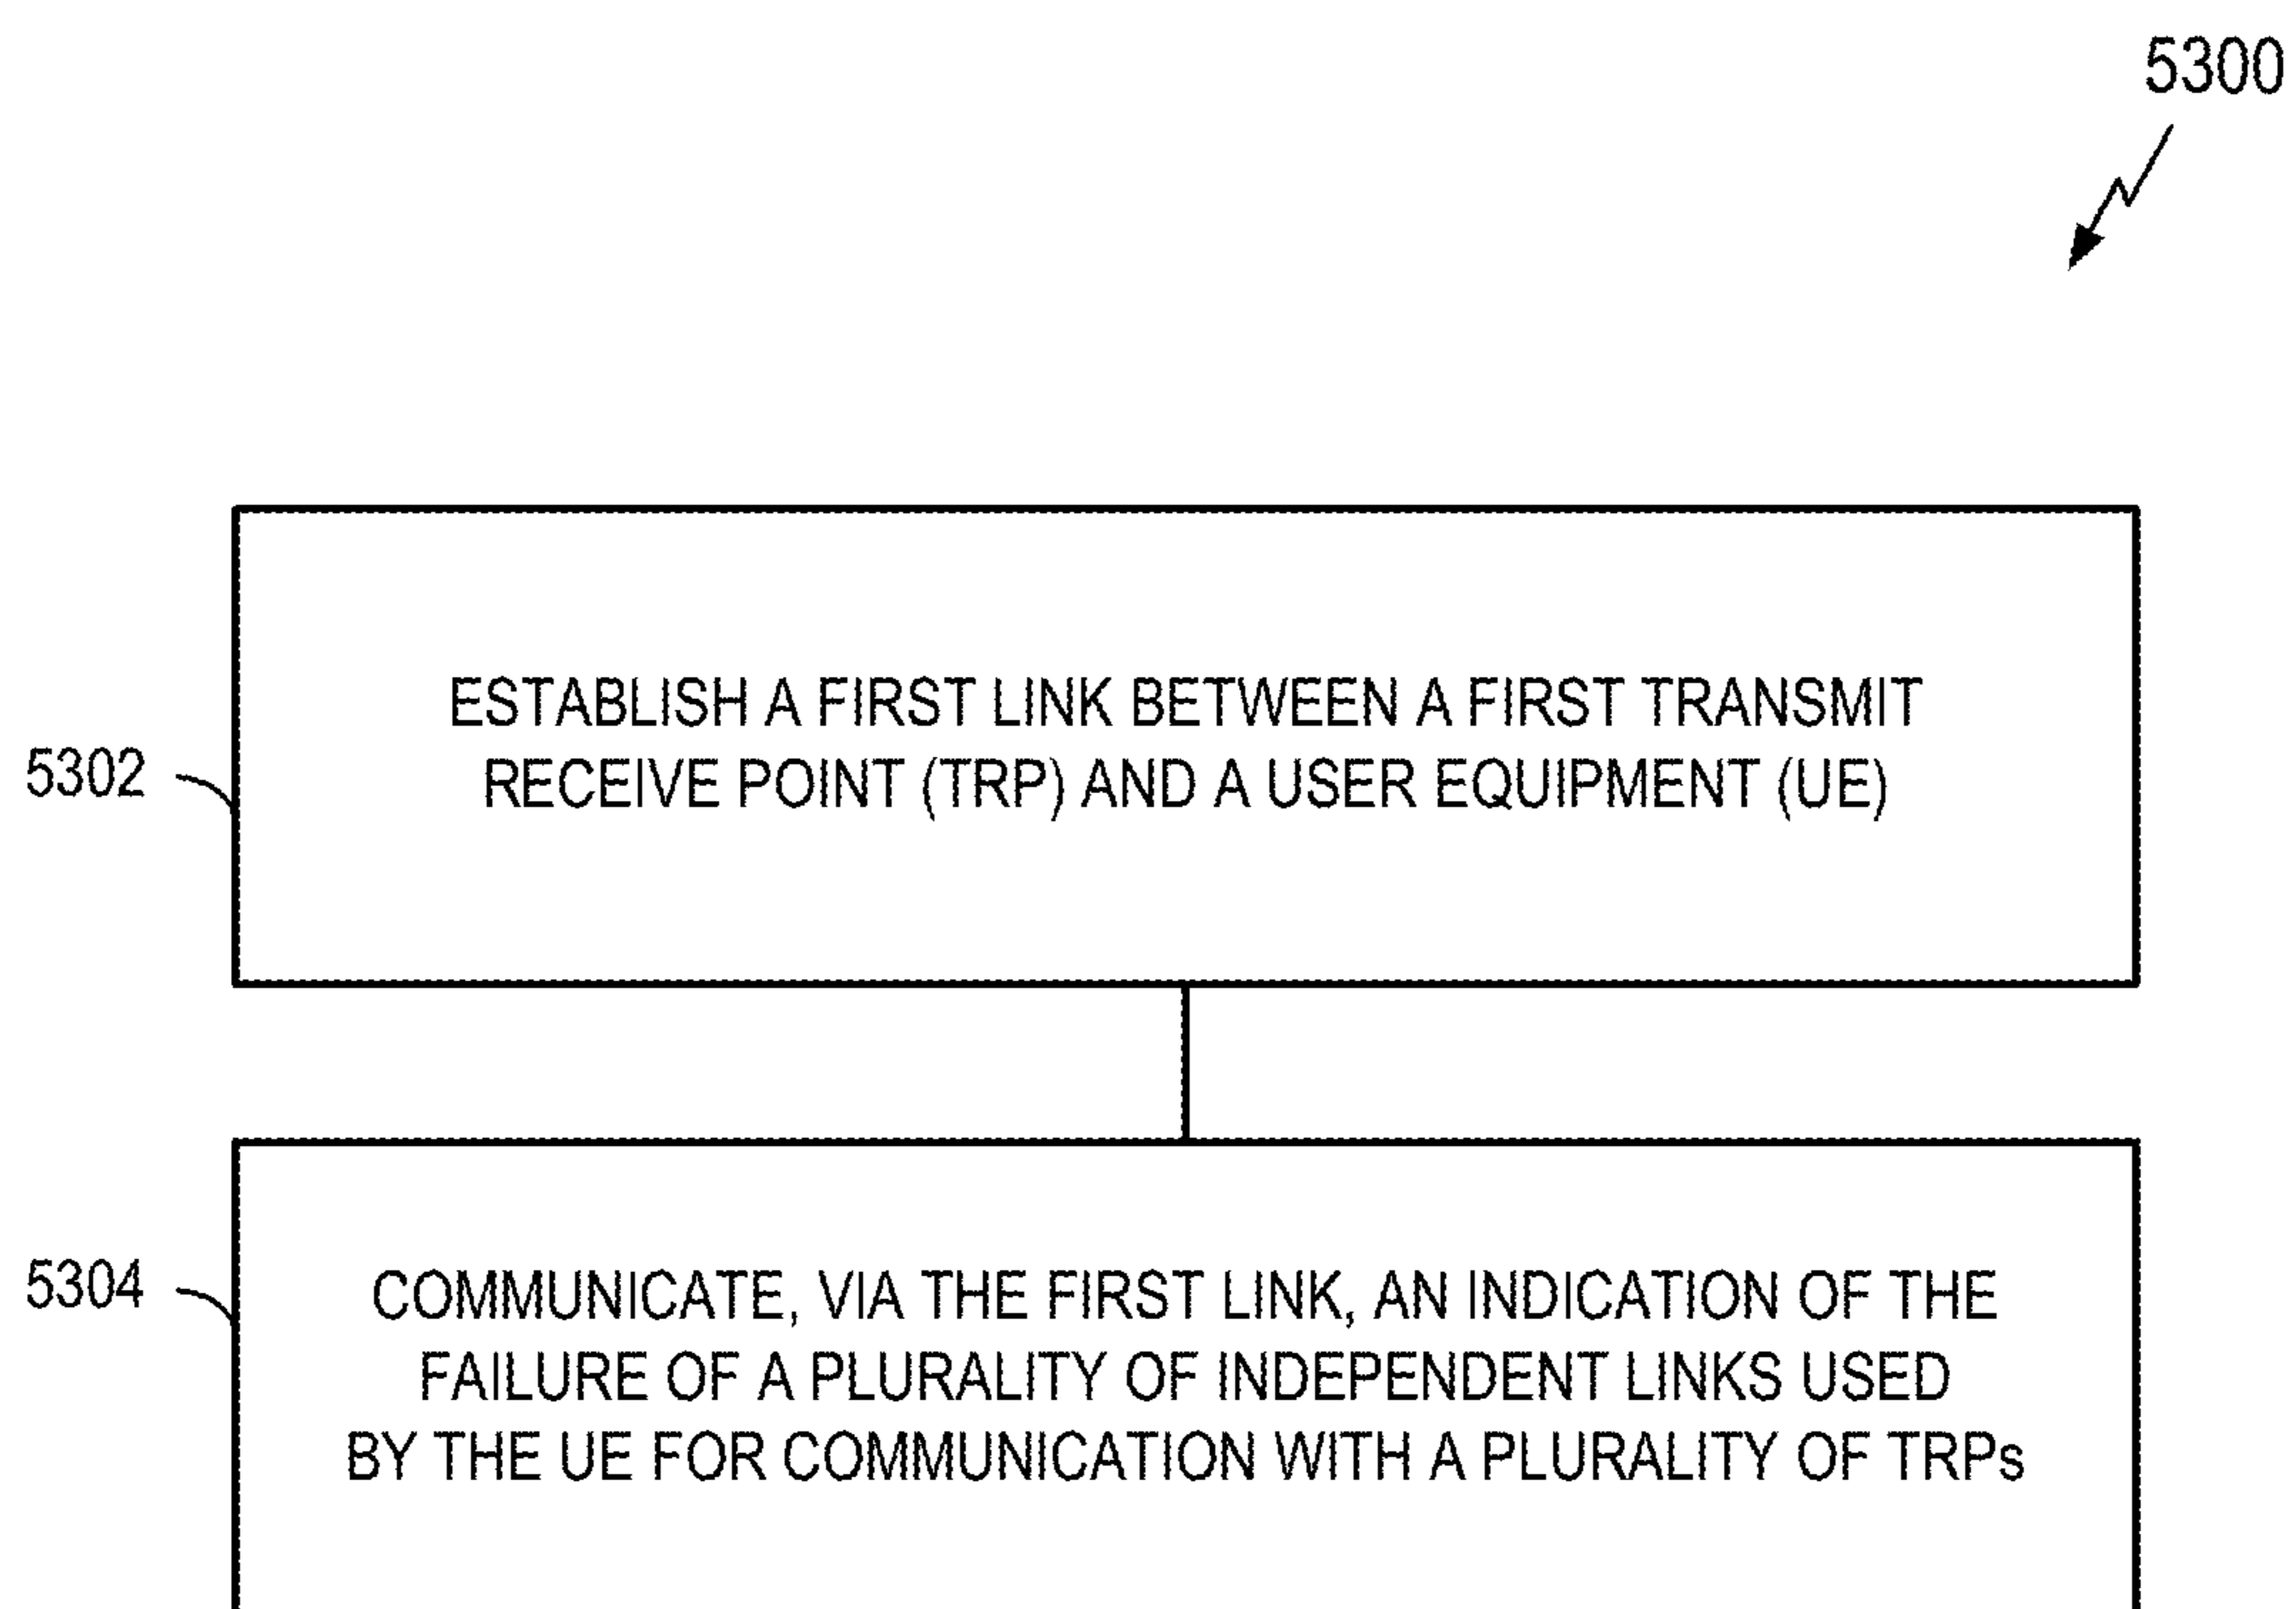 5300
ESTABLISH A FIRST LINK BETWEEN A FIRST TRANSMIT
RECEIVE POINT (TRP) AND A USER EQUIPMENT (UE)
5302
COMMUNICATE, VIA THE FIRST LINK, AN INDICATION OF THE
FAILURE OF A PLURALITY OF INDEPENDENT LINKS USED
BY THE UE FOR COMMUNICATION WITH A PLURALITY OF TRPs
5304